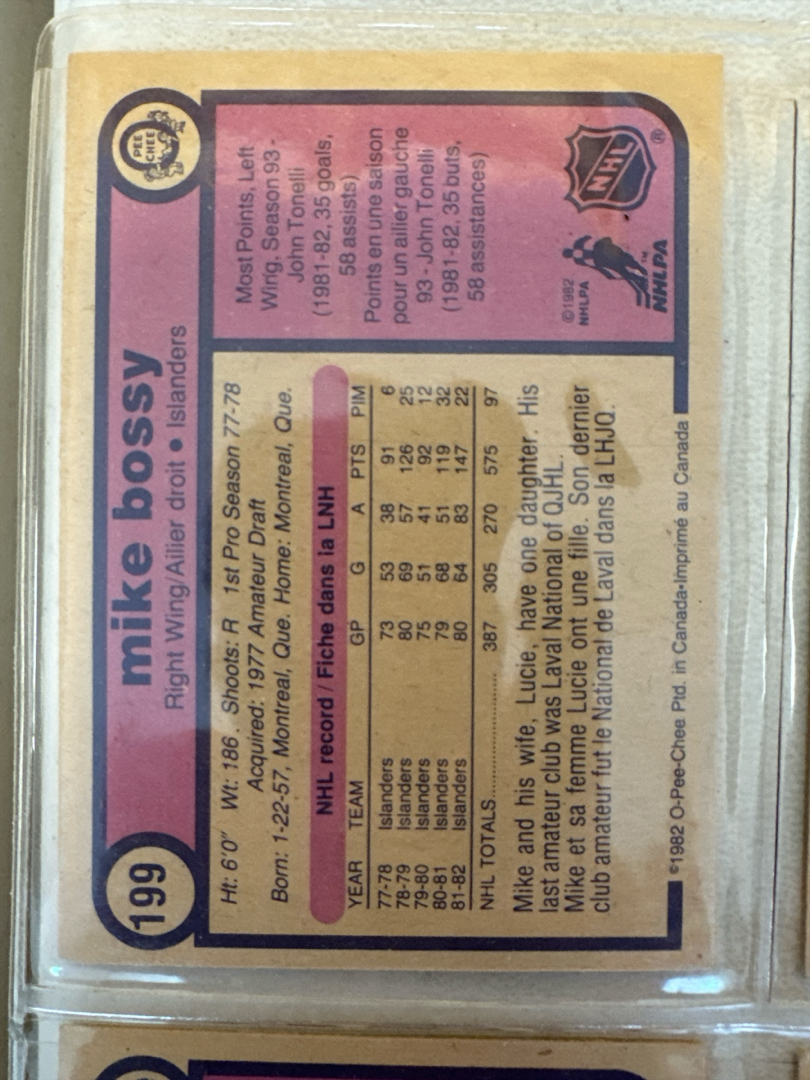 199
mike bossy
Right Wing/Ailier droit • Islanders
O
PEE
CHEE
Ht: 6'0" Wt: 186 Shoots: R 1st Pro Season 77-78
Acquired: 1977 Amateur Draft
Born: 1-22-57, Montreal, Que. Home: Montreal, Que.
NHL record / Fiche dans la LNH
YEAR TEAM GP G A PTS PIM
77-78 Islanders 73 53 38 91 6
78-79 Islanders 80 69 57 126 25
79-80 Islanders 75 51 41 92 12
80-81 Islanders 79 68 51 119 32
81-82 Islanders 80 64 83 147 22
NHL TOTALS.................... 387 305 270 575 97
Mike and his wife, Lucie, have one daughter. His
last amateur club was Laval National of QJHL.
Mike et sa femme Lucie ont une fille. Son dernier
club amateur fut le National de Laval dans la LHJQ.
©1982 O-Pee-Chee Ptd. in Canada-Imprimé au Canada
Most Points, Left
Wing, Season 93 -
John Tonelli
(1981-82, 35 goals,
58 assists)
Points en une saison
pour un ailier gauche
93 - John Tonelli
(1981-82, 35 buts,
58 assistances)
©1982
NHLPA
NHLPA™
NHL®